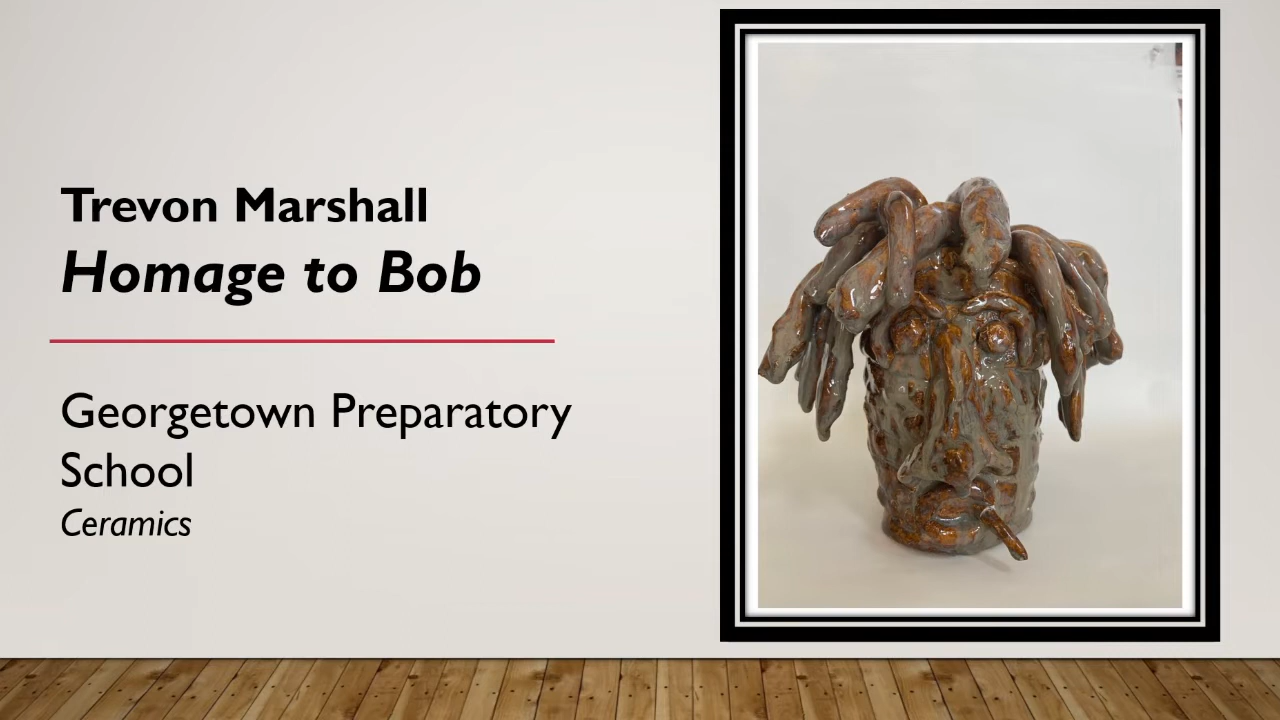 Trevon Marshall
Homage to Bob
Georgetown Preparatory
School
Ceramics